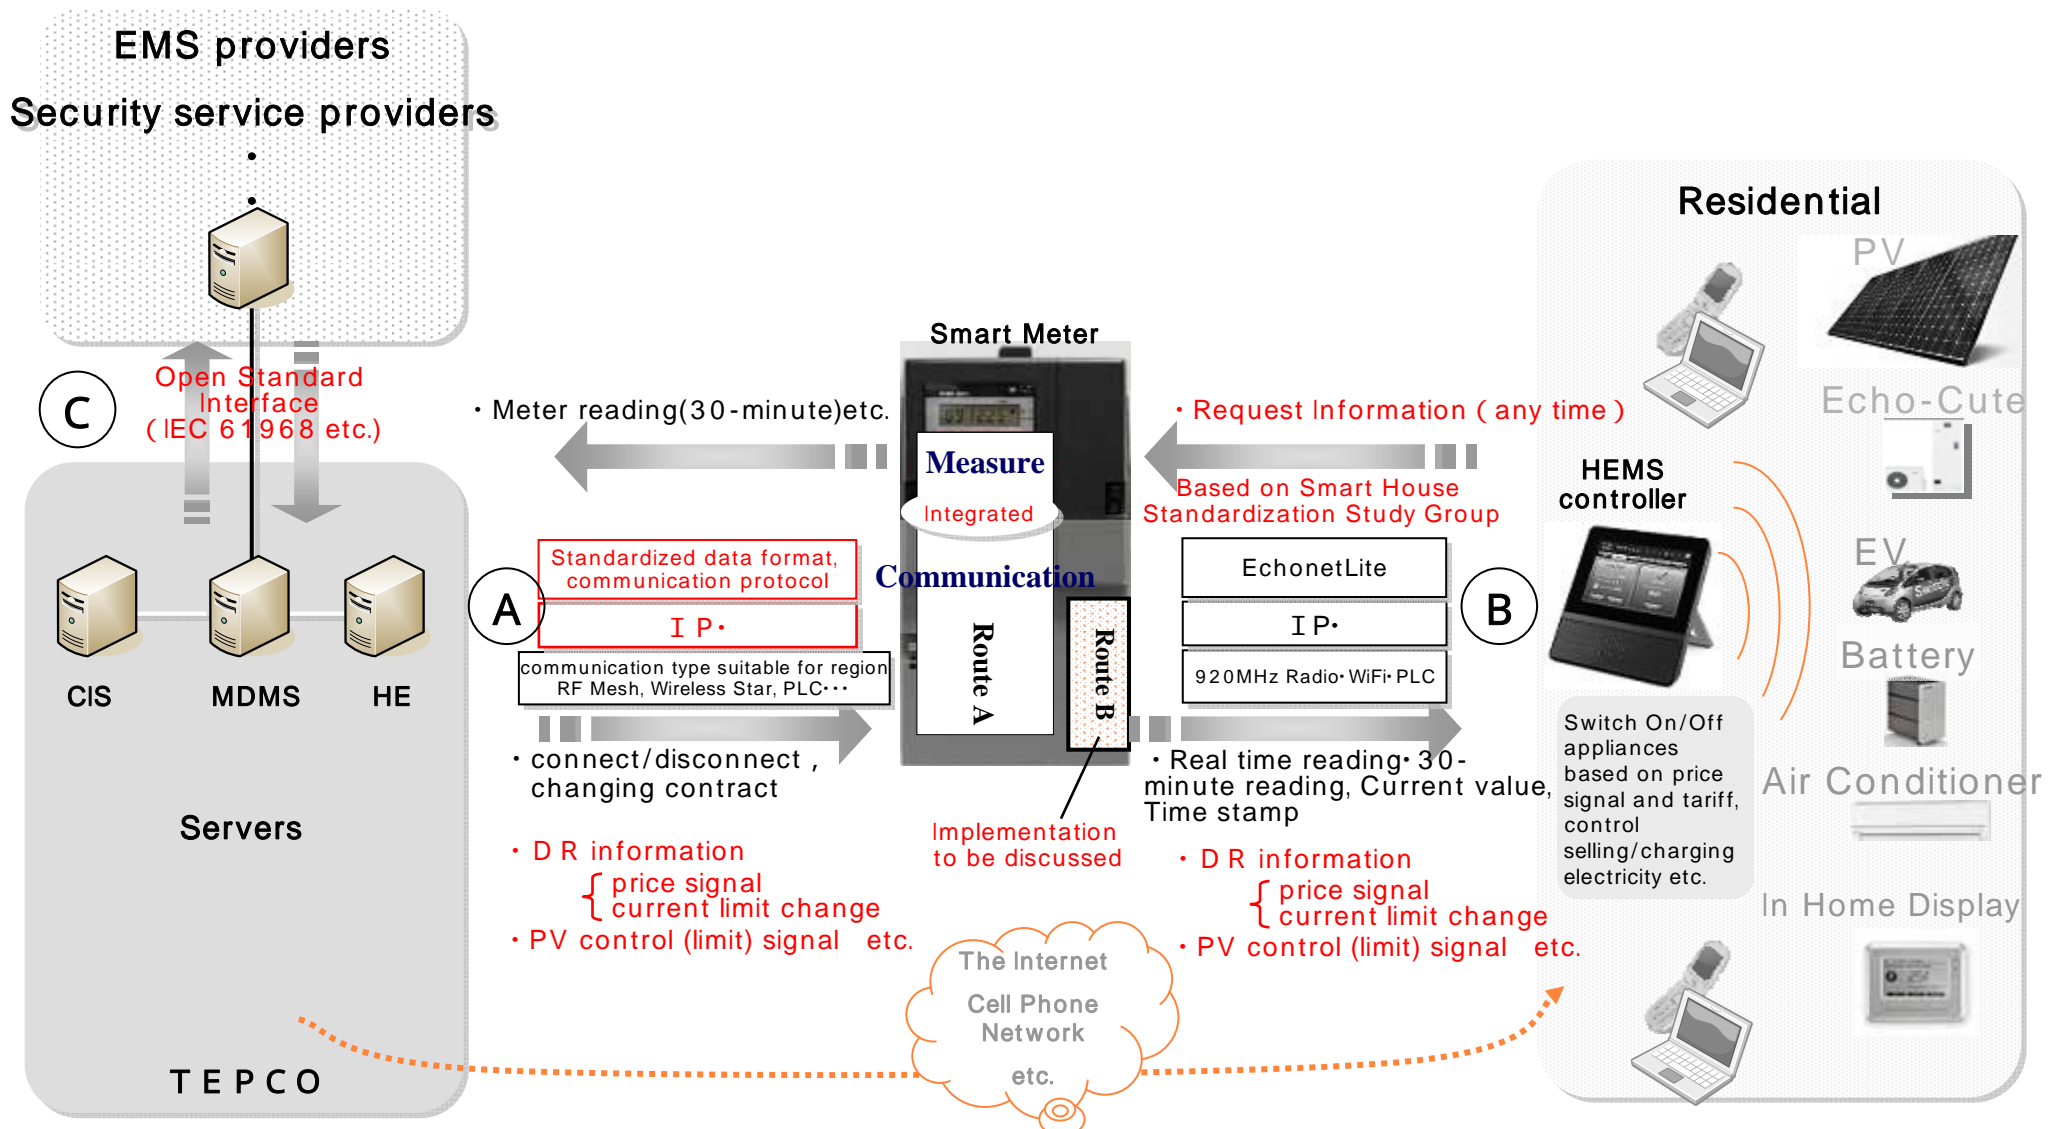 EMS providers
Security service providers
・
・
C
Open Standard
Interface
(IEC 61968 etc.)
CIS
MDMS
HE
Servers
TEPCO
・Meter reading(30-minute)etc.
A
Standardized data format,
communication protocol
IP・
communication type suitable for region
RF Mesh, Wireless Star, PLC・・・
・connect/disconnect ,
changing contract
・DR information
price signal
current limit change
・PV control (limit) signal etc.
Smart Meter
Measure
Integrated
Communication
Route A
Route B
Implementation
to be discussed
The Internet
Cell Phone
Network
etc.
・Request Information (any time)
Based on Smart House
Standardization Study Group
EchonetLite
IP・
920MHz Radio・WiFi・PLC
B
・Real time reading・30-
minute reading, Current value,
Time stamp
・DR information
price signal
current limit change
・PV control (limit) signal etc.
Residential
HEMS
controller
Switch On/Off
appliances
based on price
signal and tariff,
control
selling/charging
electricity etc.
PV
Echo-Cute
EV
Battery
Air Conditioner
In Home Display